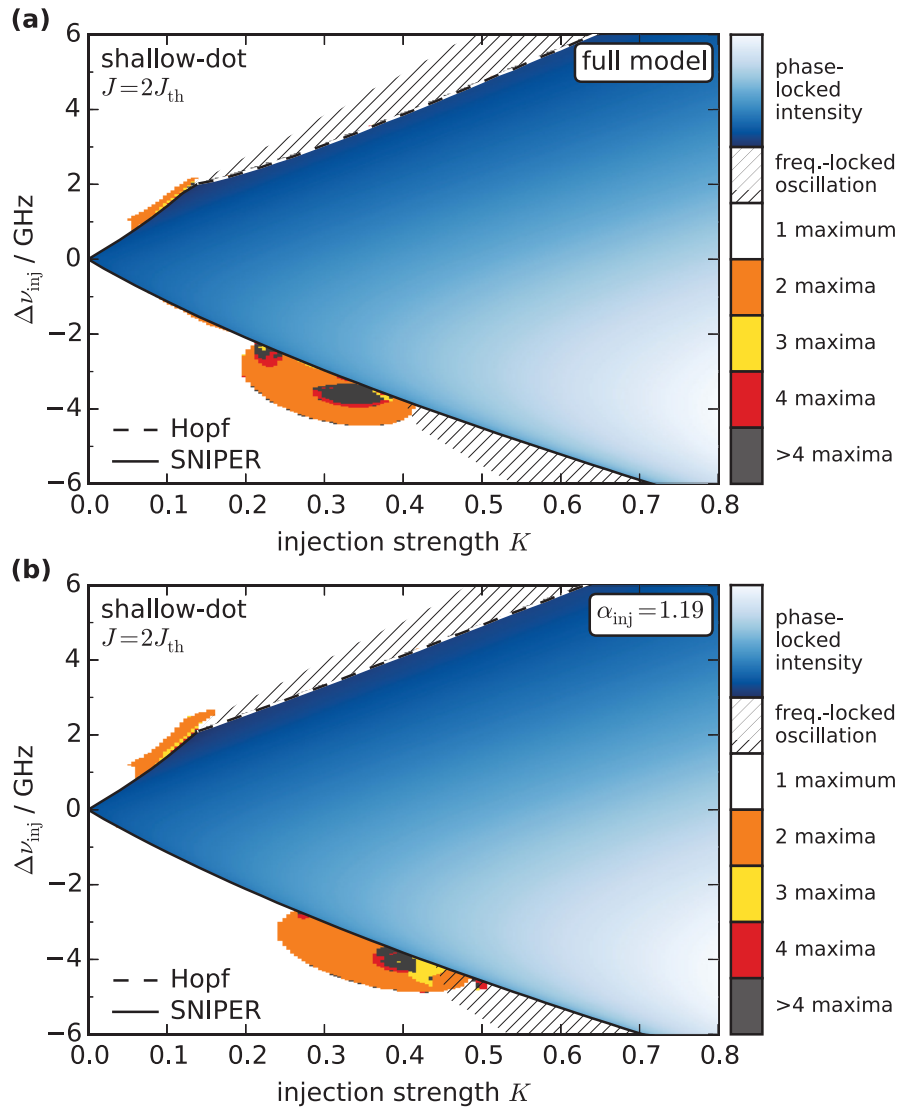 (a)
shallow-dot
J=2J_th
full model
6
4
2
0
−2
−4
−6
Δν_inj / GHz
Hopf
SNIPER
0.0 0.1 0.2 0.3 0.4 0.5 0.6 0.7 0.8
injection strength K
phase-
locked
intensity
freq.-locked
oscillation
1 maximum
2 maxima
3 maxima
4 maxima
>4 maxima
(b)
shallow-dot
J=2J_th
α_inj=1.19
6
4
2
0
−2
−4
−6
Δν_inj / GHz
Hopf
SNIPER
0.0 0.1 0.2 0.3 0.4 0.5 0.6 0.7 0.8
injection strength K
phase-
locked
intensity
freq.-locked
oscillation
1 maximum
2 maxima
3 maxima
4 maxima
>4 maxima